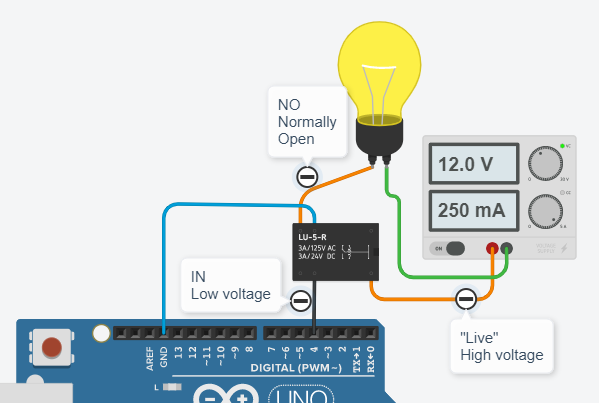 NO
Normally
Open
12.0 V
250 mA
ON
LU-5-R
3A/125V AC
3A/24V DC
IN
Low voltage
"Live"
High voltage
AREF
GND
13
12
~11
~10
~9
8
7
~6
~5
4
~3
2
TX→1
RX←0
DIGITAL (PWM~)
L
UNO